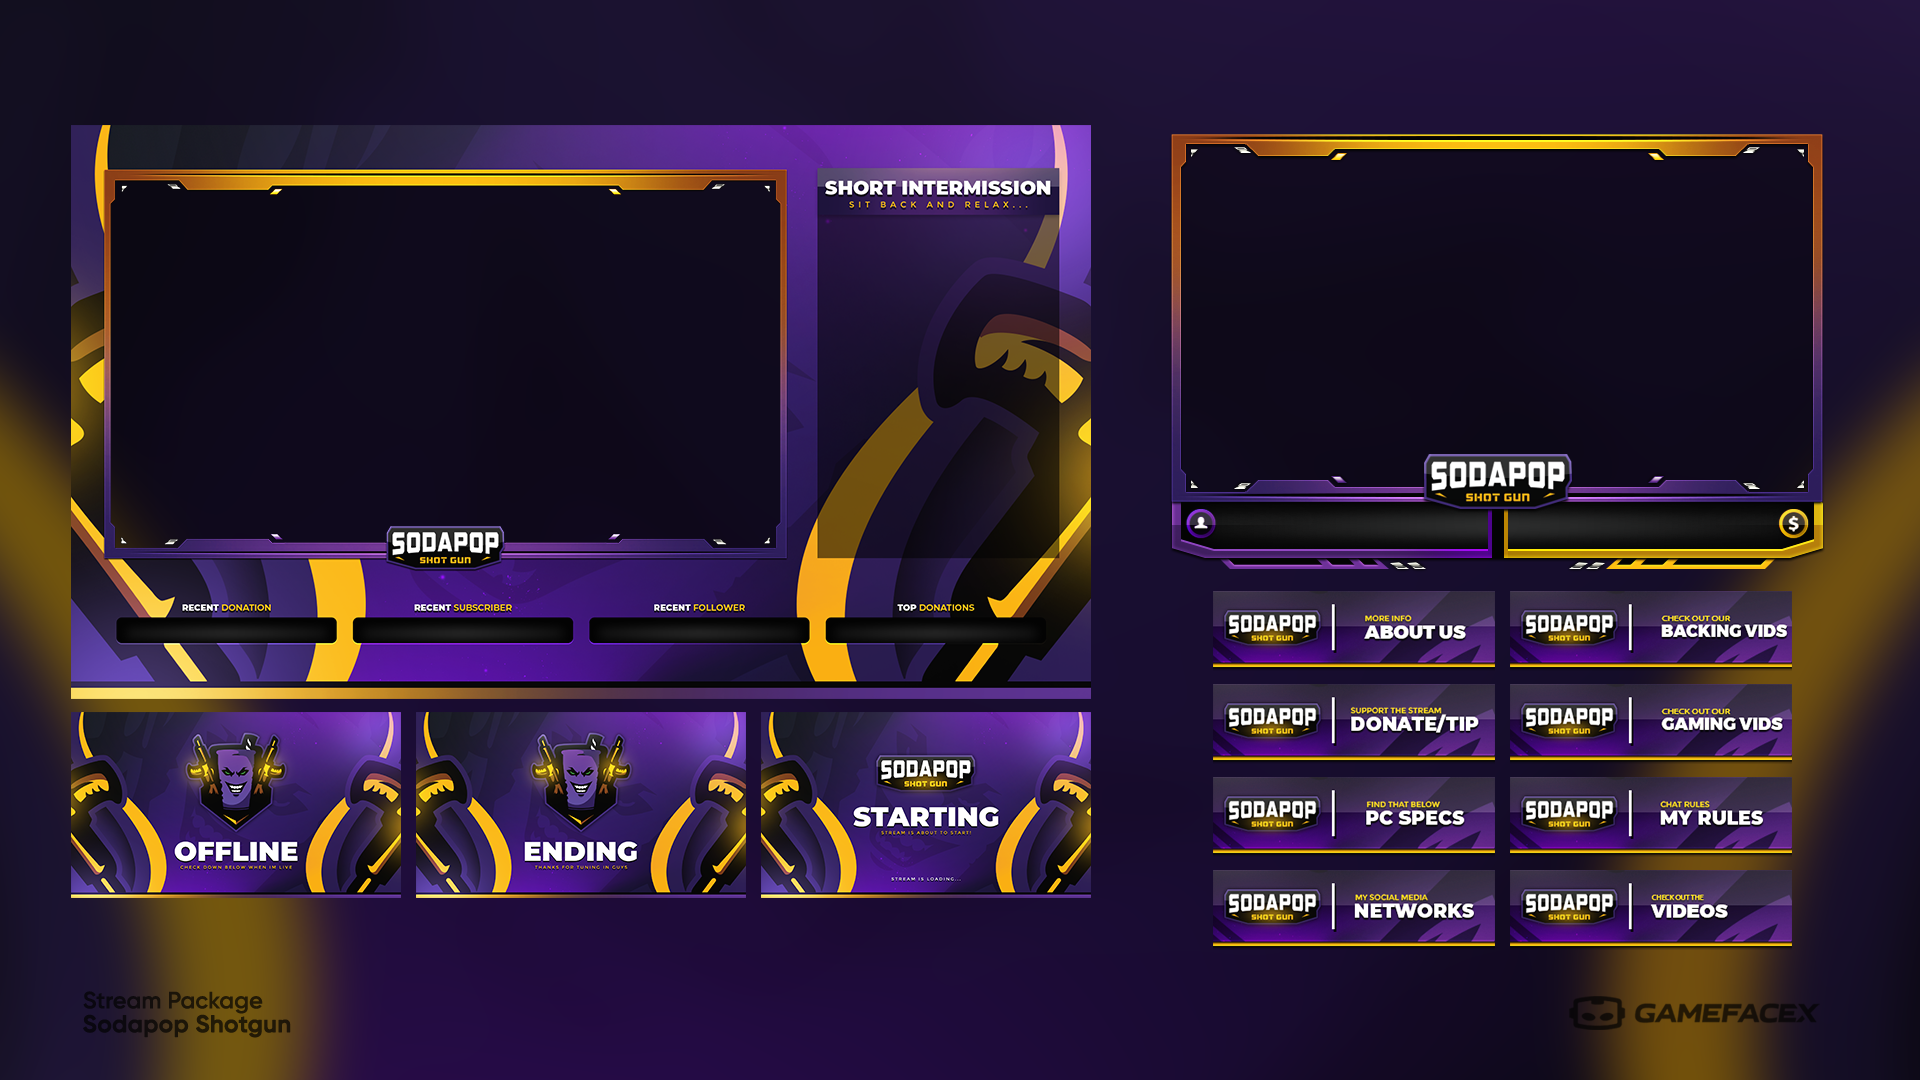 SHORT INTERMISSION
SIT BACK AND RELAX...
SODAPOP
SHOT GUN
RECENT DONATION
RECENT SUBSCRIBER
RECENT FOLLOWER
TOP DONATIONS
OFFLINE
CHECK DOWN BELOW WHEN IM LIVE
ENDING
THANKS FOR TUNING IN GUYS
SODAPOP
SHOT GUN
STARTING
STREAM IS ABOUT TO START!
STREAM IS LOADING...
SODAPOP
SHOT GUN
$
SODAPOP
SHOT GUN
MORE INFO
ABOUT US
SODAPOP
SHOT GUN
CHECK OUT OUR
BACKING VIDS
SODAPOP
SHOT GUN
SUPPORT THE STREAM
DONATE/TIP
SODAPOP
SHOT GUN
CHECK OUT OUR
GAMING VIDS
SODAPOP
SHOT GUN
FIND THAT BELOW
PC SPECS
SODAPOP
SHOT GUN
CHAT RULES
MY RULES
SODAPOP
SHOT GUN
MY SOCIAL MEDIA
NETWORKS
SODAPOP
SHOT GUN
CHECK OUT THE
VIDEOS
Stream Package
Sodapop Shotgun
GAMEFACEX